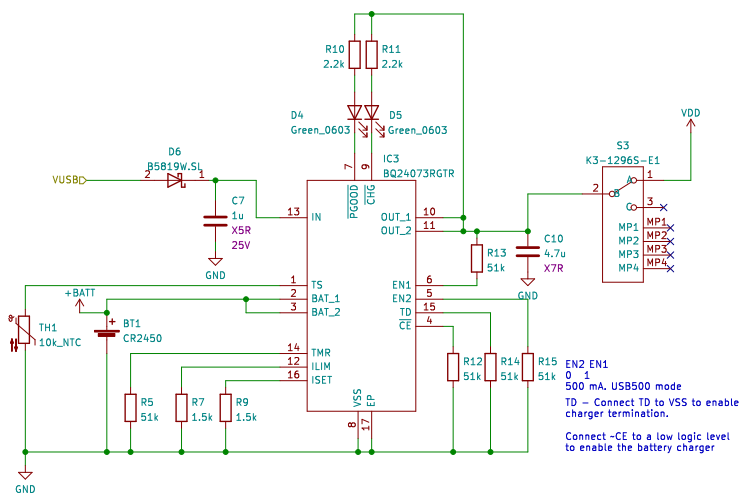 R10
2.2k
R11
2.2k
D4
Green_0603
D5
Green_0603
VDD
D6
B5819W.SL
VUSB
2
1
IC3
BQ24073RGTR
7
9
PGOOD
CHG
S3
K3-1296S-E1
2
1
3
A
B
C
MP1
MP2
MP3
MP4
MP1
MP2
MP3
MP4
C7
1u
X5R
25V
GND
13
IN
OUT_1
10
OUT_2
11
R13
51k
C10
4.7u
X7R
GND
1
TS
2
BAT_1
3
BAT_2
EN1
6
EN2
5
TD
15
CE
4
+BATT
BT1
CR2450
TH1
10k_NTC
14
TMR
12
ILIM
16
ISET
VSS
EP
8
17
R5
51k
R7
1.5k
R9
1.5k
R12
51k
R14
51k
R15
51k
EN2 EN1
0 1
500 mA. USB500 mode
TD - Connect TD to VSS to enable
charger termination.
Connect ~CE to a low logic level
to enable the battery charger
GND